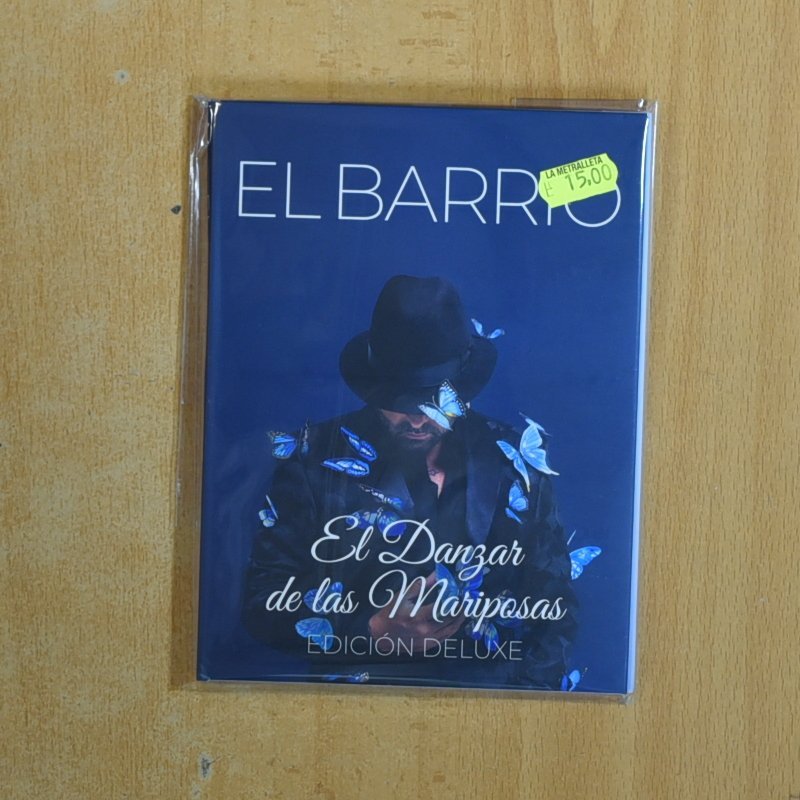 EL BARRIO
LA METRALLETA
15,00
El Danzar
de las Mariposas
EDICIÓN DELUXE